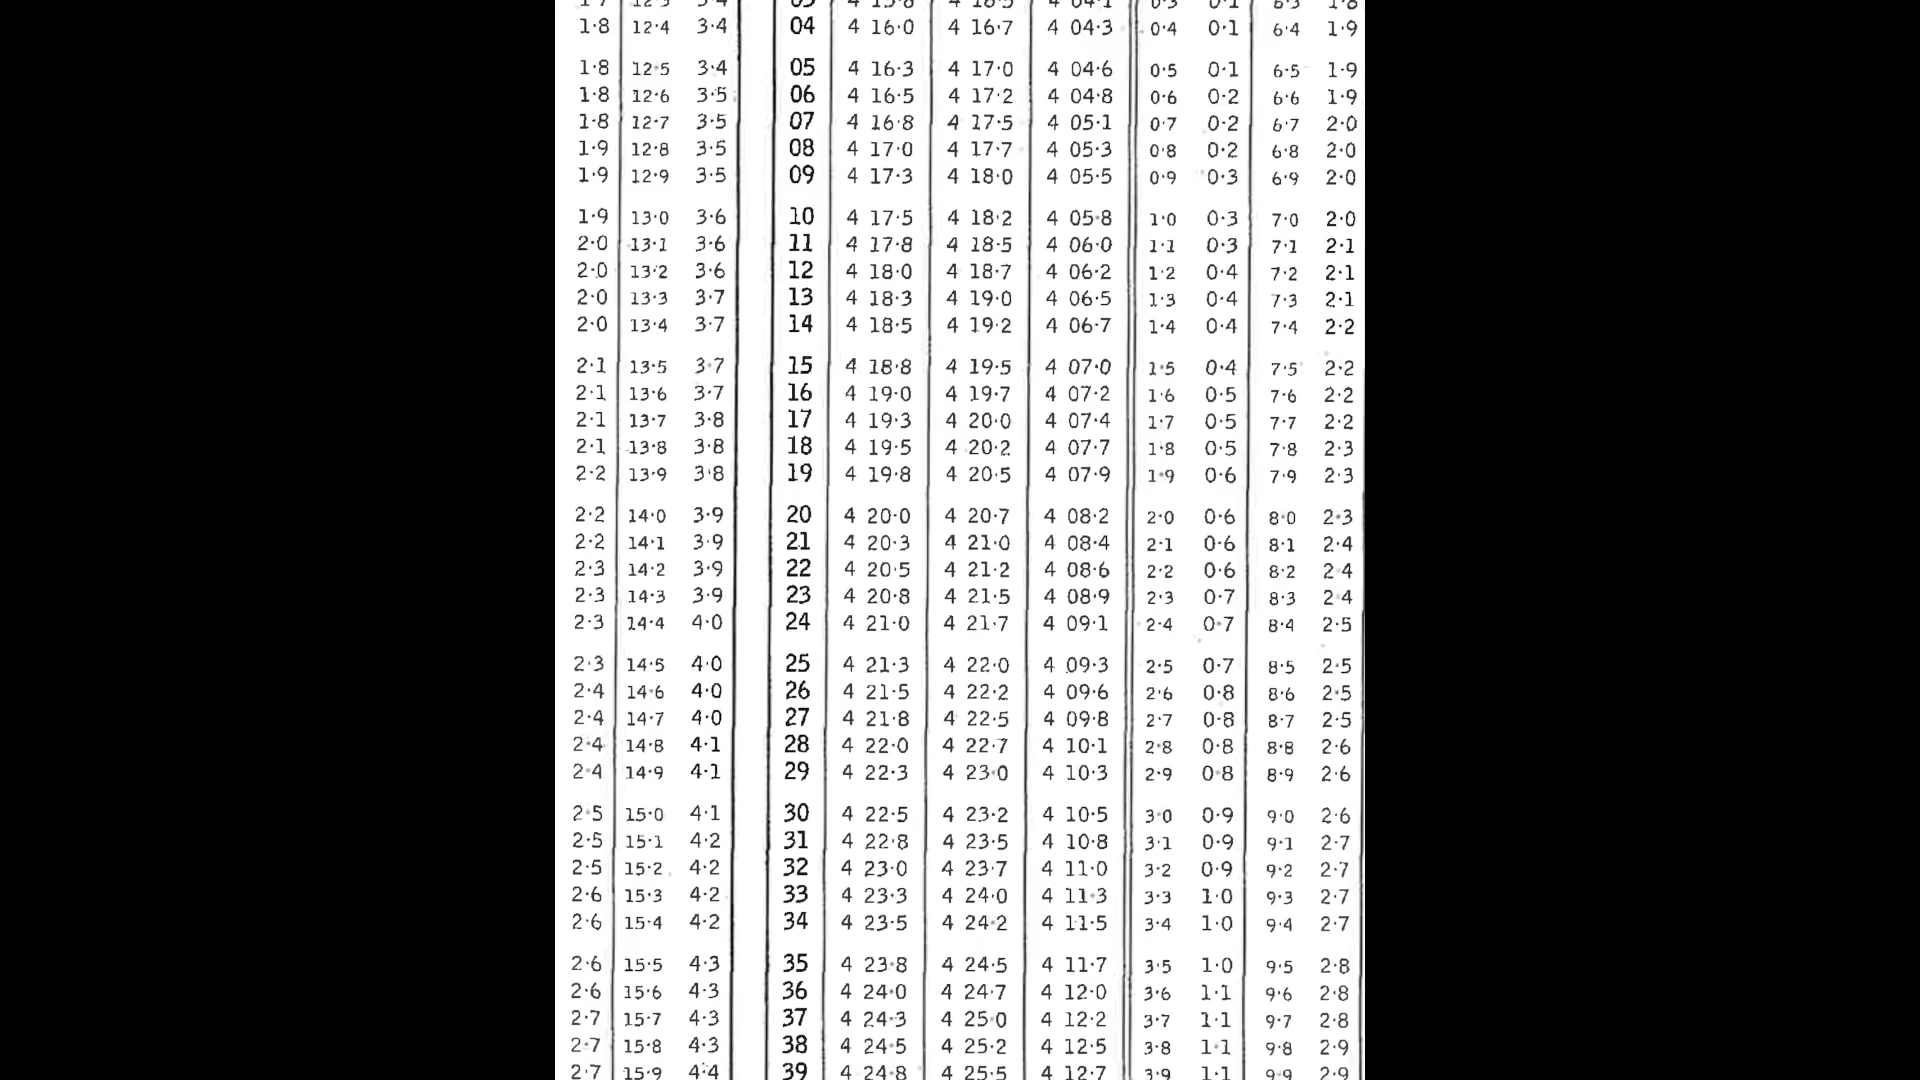 1·7 12·3 3·4 03 4 15·8 4 16·5 4 04·1 0·3 0·1 6·3 1·8
1·8 12·4 3·4 04 4 16·0 4 16·7 4 04·3 0·4 0·1 6·4 1·9
1·8 12·5 3·4 05 4 16·3 4 17·0 4 04·6 0·5 0·1 6·5 1·9
1·8 12·6 3·5 06 4 16·5 4 17·2 4 04·8 0·6 0·2 6·6 1·9
1·8 12·7 3·5 07 4 16·8 4 17·5 4 05·1 0·7 0·2 6·7 2·0
1·9 12·8 3·5 08 4 17·0 4 17·7 4 05·3 0·8 0·2 6·8 2·0
1·9 12·9 3·5 09 4 17·3 4 18·0 4 05·5 0·9 0·3 6·9 2·0
1·9 13·0 3·6 10 4 17·5 4 18·2 4 05·8 1·0 0·3 7·0 2·0
2·0 13·1 3·6 11 4 17·8 4 18·5 4 06·0 1·1 0·3 7·1 2·1
2·0 13·2 3·6 12 4 18·0 4 18·7 4 06·2 1·2 0·4 7·2 2·1
2·0 13·3 3·7 13 4 18·3 4 19·0 4 06·5 1·3 0·4 7·3 2·1
2·0 13·4 3·7 14 4 18·5 4 19·2 4 06·7 1·4 0·4 7·4 2·2
2·1 13·5 3·7 15 4 18·8 4 19·5 4 07·0 1·5 0·4 7·5 2·2
2·1 13·6 3·7 16 4 19·0 4 19·7 4 07·2 1·6 0·5 7·6 2·2
2·1 13·7 3·8 17 4 19·3 4 20·0 4 07·4 1·7 0·5 7·7 2·2
2·1 13·8 3·8 18 4 19·5 4 20·2 4 07·7 1·8 0·5 7·8 2·3
2·2 13·9 3·8 19 4 19·8 4 20·5 4 07·9 1·9 0·6 7·9 2·3
2·2 14·0 3·9 20 4 20·0 4 20·7 4 08·2 2·0 0·6 8·0 2·3
2·2 14·1 3·9 21 4 20·3 4 21·0 4 08·4 2·1 0·6 8·1 2·4
2·3 14·2 3·9 22 4 20·5 4 21·2 4 08·6 2·2 0·6 8·2 2·4
2·3 14·3 3·9 23 4 20·8 4 21·5 4 08·9 2·3 0·7 8·3 2·4
2·3 14·4 4·0 24 4 21·0 4 21·7 4 09·1 2·4 0·7 8·4 2·5
2·3 14·5 4·0 25 4 21·3 4 22·0 4 09·3 2·5 0·7 8·5 2·5
2·4 14·6 4·0 26 4 21·5 4 22·2 4 09·6 2·6 0·8 8·6 2·5
2·4 14·7 4·0 27 4 21·8 4 22·5 4 09·8 2·7 0·8 8·7 2·5
2·4 14·8 4·1 28 4 22·0 4 22·7 4 10·1 2·8 0·8 8·8 2·6
2·4 14·9 4·1 29 4 22·3 4 23·0 4 10·3 2·9 0·8 8·9 2·6
2·5 15·0 4·1 30 4 22·5 4 23·2 4 10·5 3·0 0·9 9·0 2·6
2·5 15·1 4·2 31 4 22·8 4 23·5 4 10·8 3·1 0·9 9·1 2·7
2·5 15·2 4·2 32 4 23·0 4 23·7 4 11·0 3·2 0·9 9·2 2·7
2·6 15·3 4·2 33 4 23·3 4 24·0 4 11·3 3·3 1·0 9·3 2·7
2·6 15·4 4·2 34 4 23·5 4 24·2 4 11·5 3·4 1·0 9·4 2·7
2·6 15·5 4·3 35 4 23·8 4 24·5 4 11·7 3·5 1·0 9·5 2·8
2·6 15·6 4·3 36 4 24·0 4 24·7 4 12·0 3·6 1·1 9·6 2·8
2·7 15·7 4·3 37 4 24·3 4 25·0 4 12·2 3·7 1·1 9·7 2·8
2·7 15·8 4·3 38 4 24·5 4 25·2 4 12·5 3·8 1·1 9·8 2·9
2·7 15·9 4·4 39 4 24·8 4 25·5 4 12·7 3·9 1·1 9·9 2·9